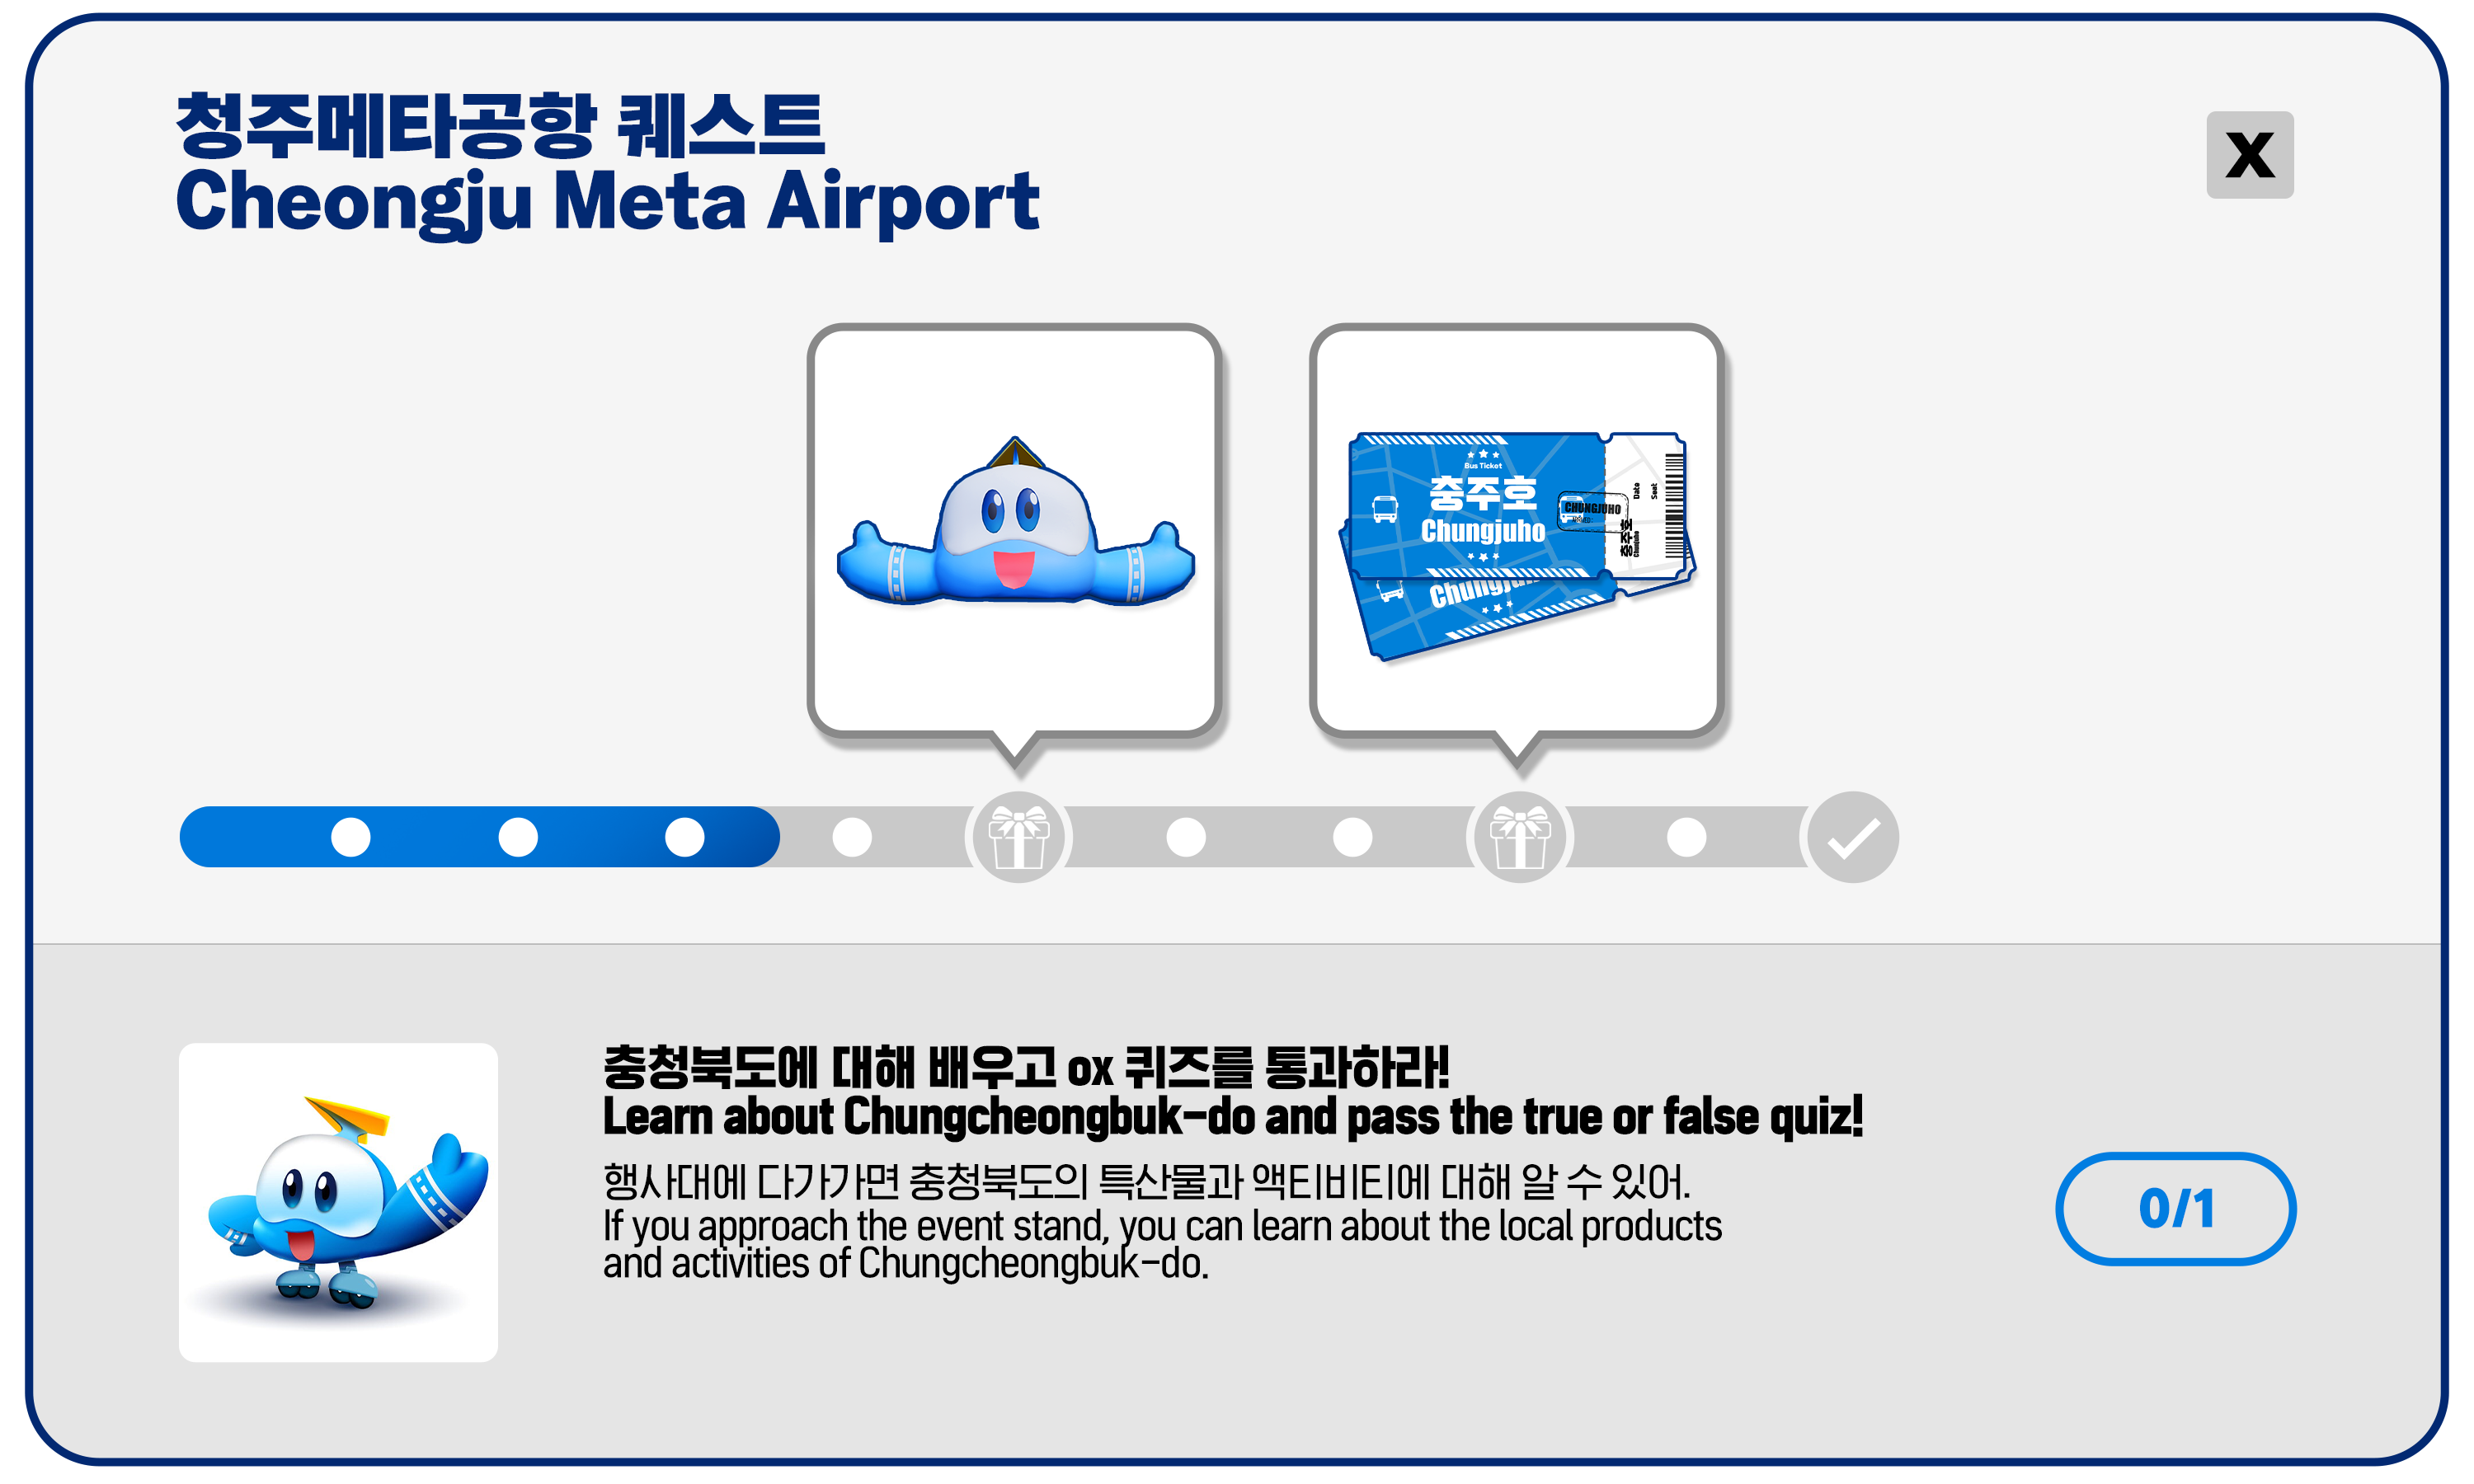 청주메타공항 퀘스트
Cheongju Meta Airport
X
Bus Ticket
충주호
Chungjuho
CHUNGJUHO
Date
Seat
충주호
Chungjuho
충청북도에 대해 배우고 ox 퀴즈를 통과하라!
Learn about Chungcheongbuk-do and pass the true or false quiz!
행사대에 다가가면 충청북도의 특산물과 액티비티에 대해 알 수 있어.
If you approach the event stand, you can learn about the local products
and activities of Chungcheongbuk-do.
0/1